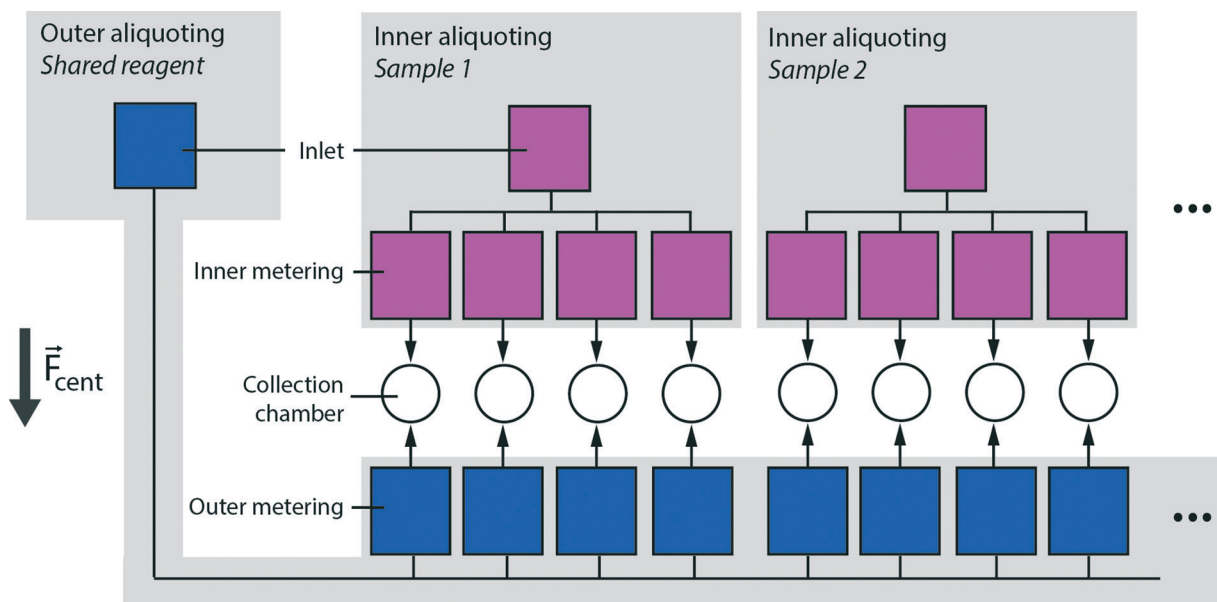 Outer aliquoting
Shared reagent
Inner aliquoting
Sample 1
Inner aliquoting
Sample 2
Inlet
...
Inner metering
F⃗cent
Collection
chamber
Outer metering
...